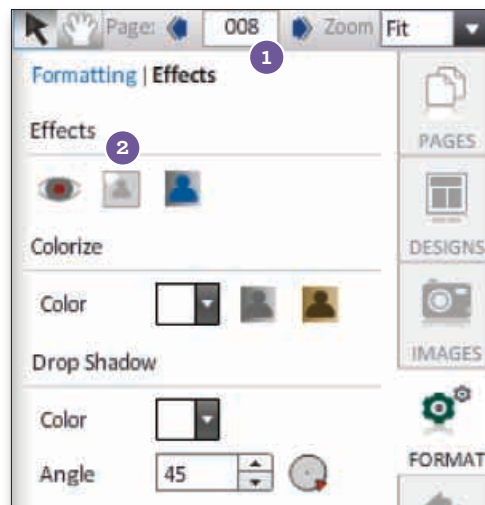 Page: 008 Zoom Fit
1
Formatting | Effects
Effects
2
PAGES
DESIGNS
Colorize
Color
IMAGES
Drop Shadow
Color
FORMAT
Angle 45